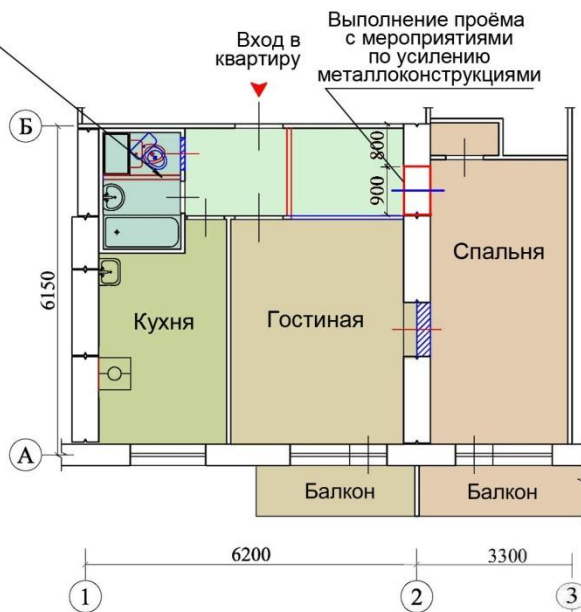 Вход в
квартиру
Выполнение проёма
с мероприятиями
по усилению
металлоконструкциями
Б
800
900
6150
Кухня
Гостиная
Спальня
А
Балкон
Балкон
6200
3300
1
2
3